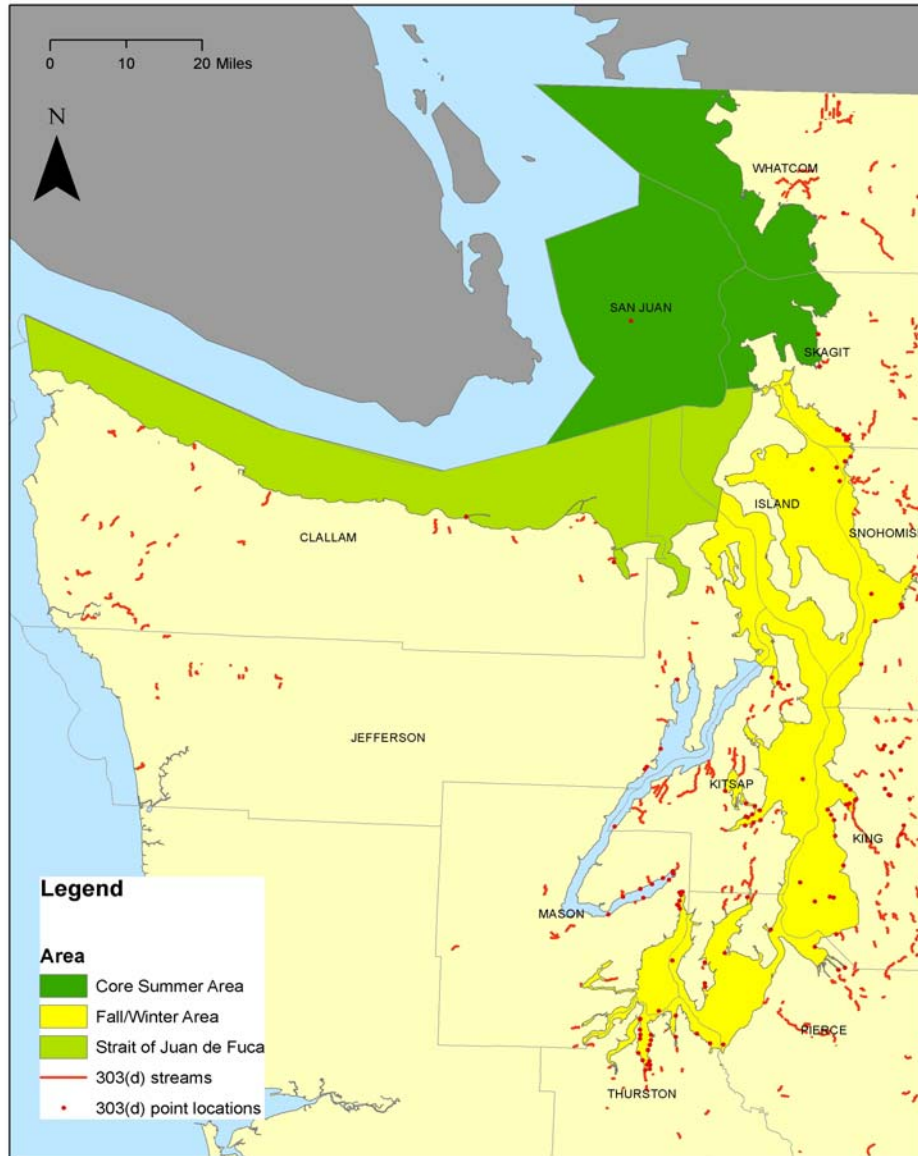 0 10 20 Miles
N
WHATCOM
SAN JUAN
SKAGIT
ISLAND
SNOHOMIS
CLALLAM
JEFFERSON
KITSAP
KING
MASON
PIERCE
THURSTON
Legend
Area
Core Summer Area
Fall/Winter Area
Strait of Juan de Fuca
303(d) streams
303(d) point locations